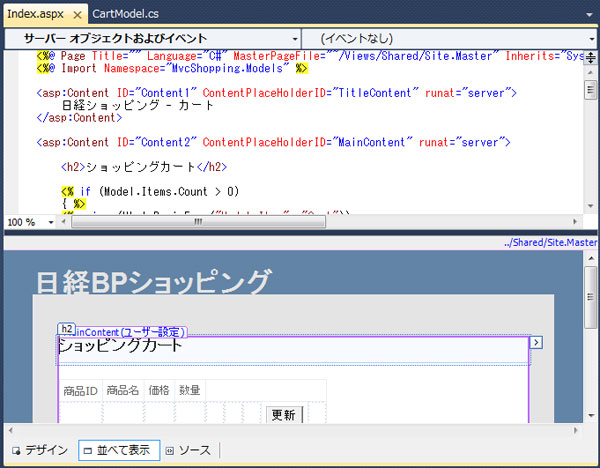 Index.aspx × CartModel.cs
サーバー オブジェクトおよびイベント (イベントなし)
<%@ Page Title="" Language="C#" MasterPageFile="~/Views/Shared/Site.Master" Inherits="Sys
<%@ Import Namespace="MvcShopping.Models" %>
<asp:Content ID="Content1" ContentPlaceHolderID="TitleContent" runat="server">
日経ショッピング - カート
</asp:Content>
<asp:Content ID="Content2" ContentPlaceHolderID="MainContent" runat="server">
<h2>ショッピングカート</h2>
<% if (Model.Items.Count > 0)
{ %>
100 %
../Shared/Site.Master
日経BPショッピング
h2
MainContent (ユーザー設定)
ショッピングカート
商品ID 商品名 価格 数量
更新
デザイン 並べて表示 ソース